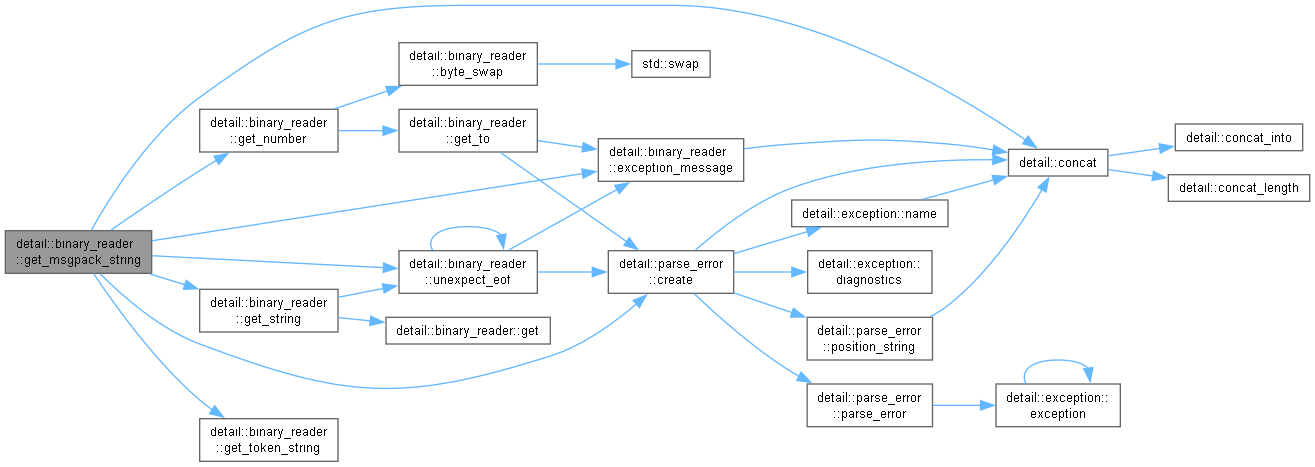 detail::binary_reader
::get_msgpack_string
detail::binary_reader
::get_number
detail::binary_reader
::byte_swap
std::swap
detail::binary_reader
::get_to
detail::binary_reader
::exception_message
detail::concat
detail::concat_into
detail::concat_length
detail::exception::name
detail::binary_reader
::unexpect_eof
detail::parse_error
::create
detail::exception::
diagnostics
detail::binary_reader
::get_string
detail::binary_reader::get
detail::parse_error
::position_string
detail::parse_error
::parse_error
detail::exception::
exception
detail::binary_reader
::get_token_string